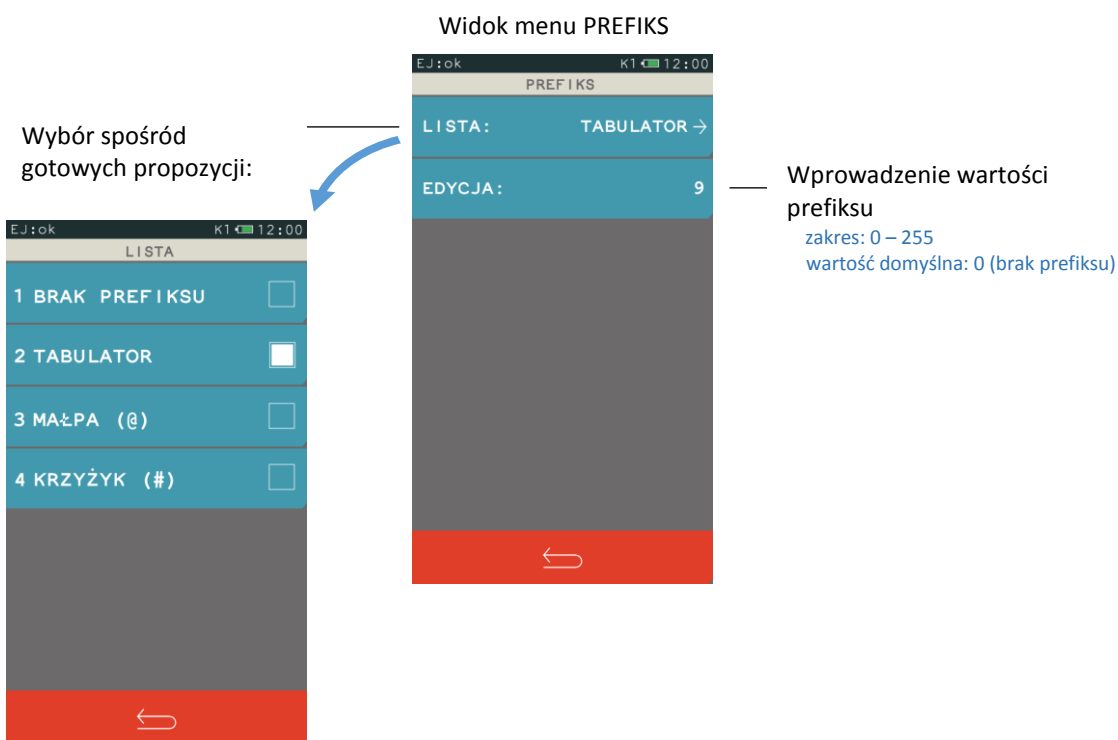 Widok menu PREFIKS
EJ:ok K1 12:00
PREFIKS
LISTA: TABULATOR →
EDYCJA: 9
Wybór spośród
gotowych propozycji:
Wprowadzenie wartości
prefiksu
zakres: 0 – 255
wartość domyślna: 0 (brak prefiksu)
EJ:ok K1 12:00
LISTA
1 BRAK PREFIKSU
2 TABULATOR
3 MAŁPA (@)
4 KRZYŻYK (#)